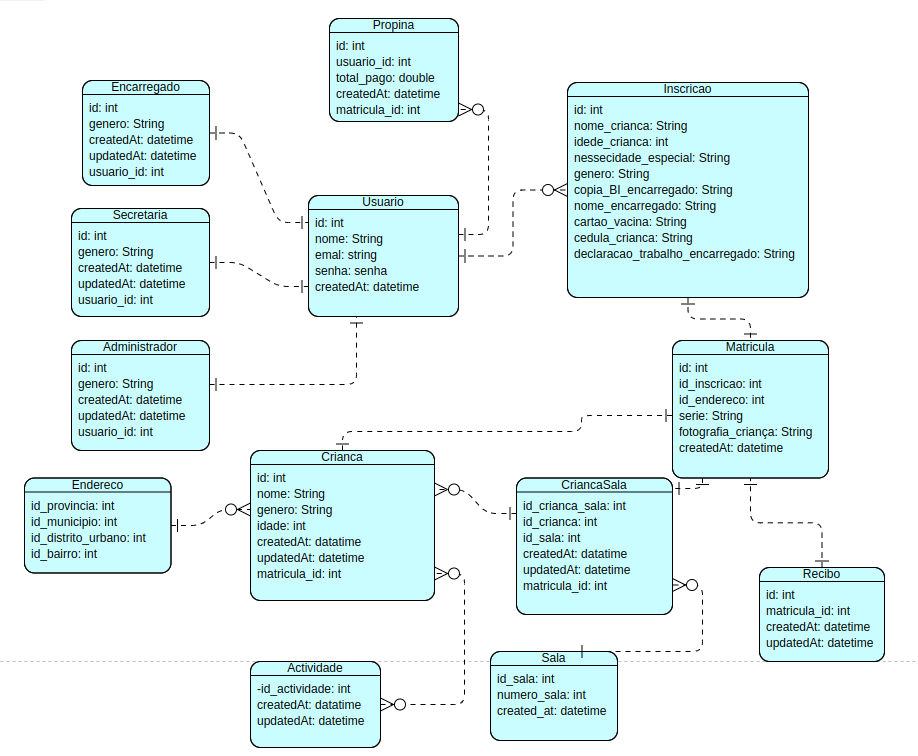 Propina
id: int
usuario_id: int
total_pago: double
createdAt: datetime
matricula_id: int
Encarregado
id: int
genero: String
createdAt: datetime
updatedAt: datetime
usuario_id: int
Inscricao
id: int
nome_crianca: String
idede_crianca: int
nessecidade_especial: String
genero: String
copia_BI_encarregado: String
nome_encarregado: String
cartao_vacina: String
cedula_crianca: String
declaracao_trabalho_encarregado: String
Usuario
id: int
nome: String
emal: string
senha: senha
createdAt: datetime
Secretaria
id: int
genero: String
createdAt: datetime
updatedAt: datetime
usuario_id: int
Administrador
id: int
genero: String
createdAt: datetime
updatedAt: datetime
usuario_id: int
Matricula
id: int
id_inscricao: int
id_endereco: int
serie: String
fotografia_criança: String
createdAt: datetime
Crianca
id: int
nome: String
genero: String
idade: int
createdAt: datatime
updatedAt: datetime
matricula_id: int
Endereco
id_provincia: int
id_municipio: int
id_distrito_urbano: int
id_bairro: int
CriancaSala
id_crianca_sala: int
id_crianca: int
id_sala: int
createdAt: datatime
updatedAt: datetime
matricula_id: int
Recibo
id: int
matricula_id: int
createdAt: datetime
updatedAt: datetime
Actividade
-id_actividade: int
createdAt: datatime
updatedAt: datetime
Sala
id_sala: int
numero_sala: int
created_at: datetime